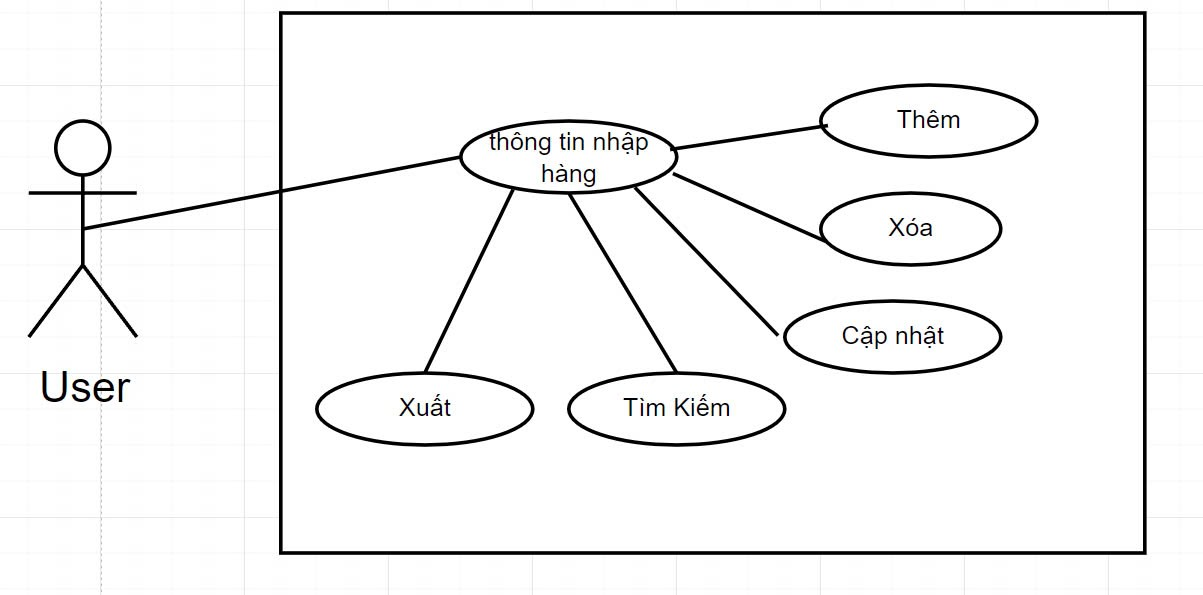 thông tin nhập
hàng
Thêm
Xóa
Cập nhật
User
Xuất
Tìm Kiếm